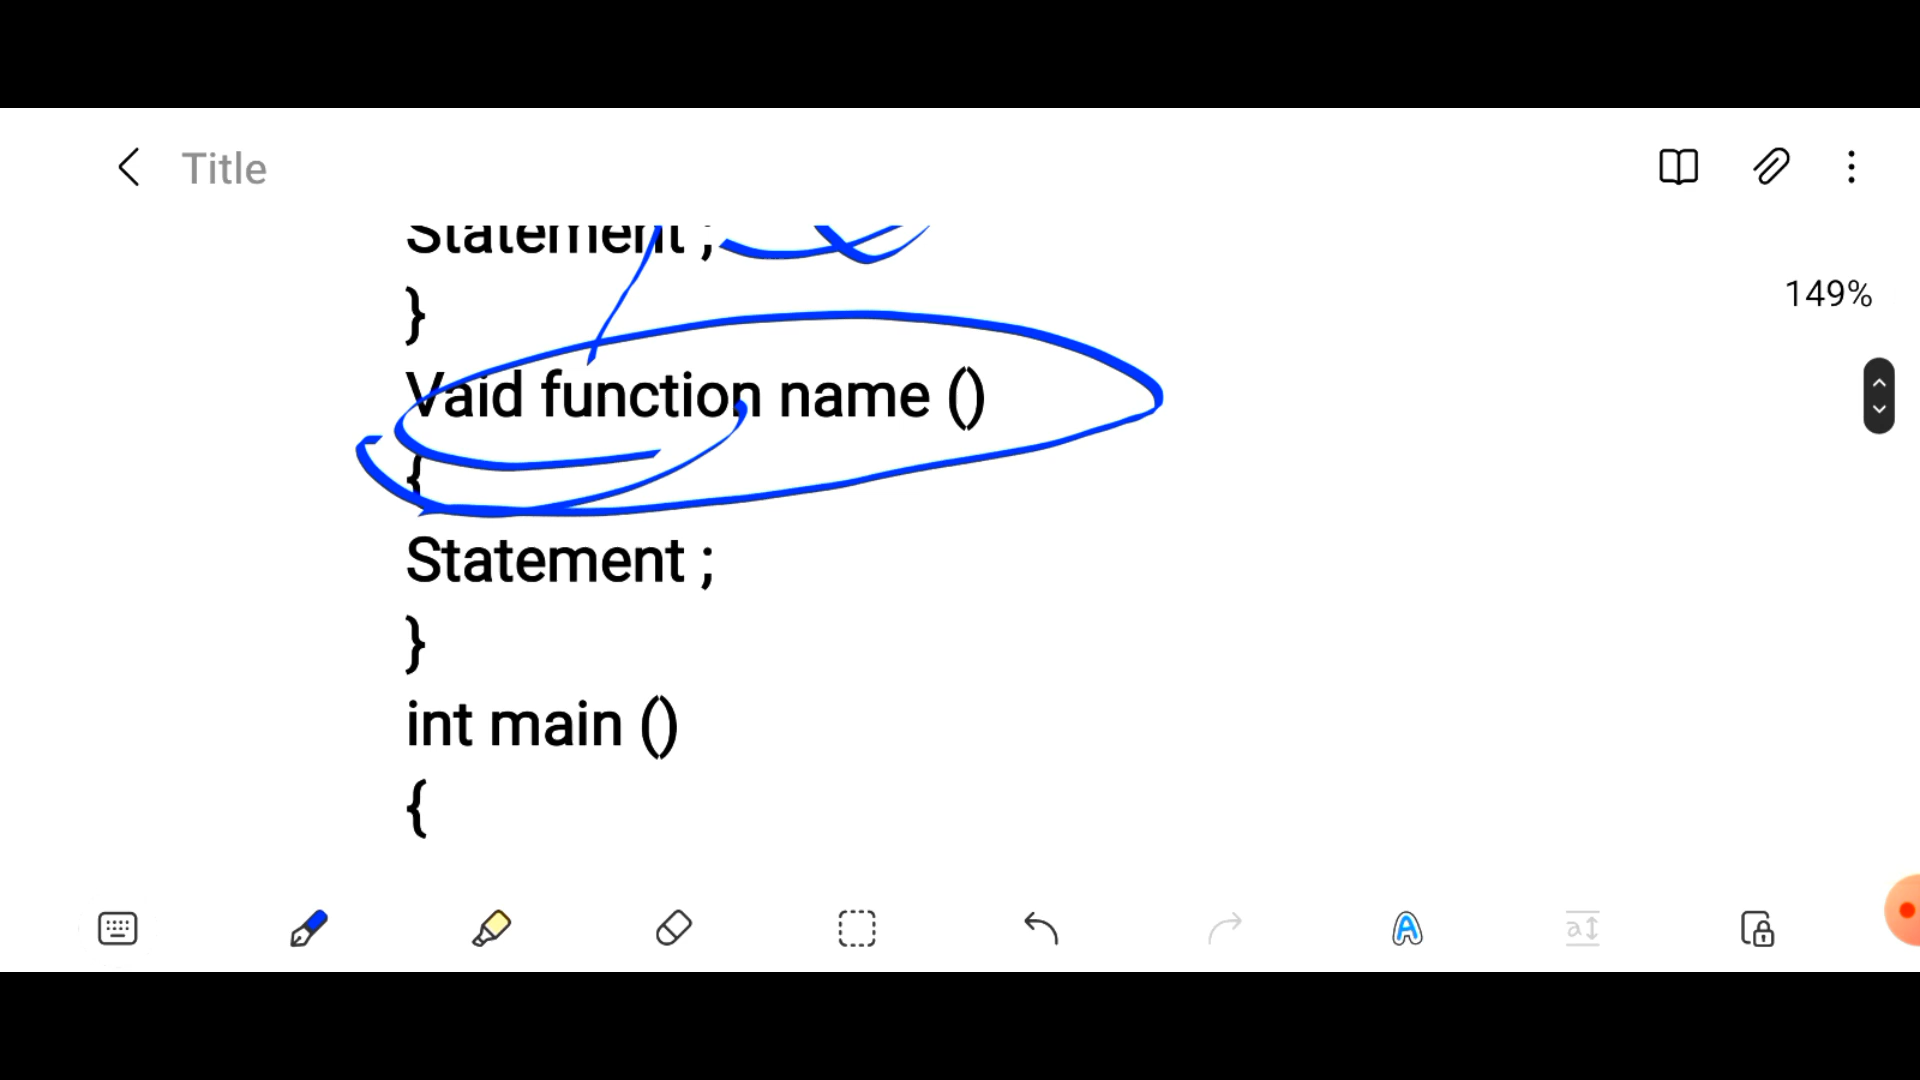 Title
Statement ;
149%
}
Vaid function name ()
{
Statement ;
}
int main ()
{